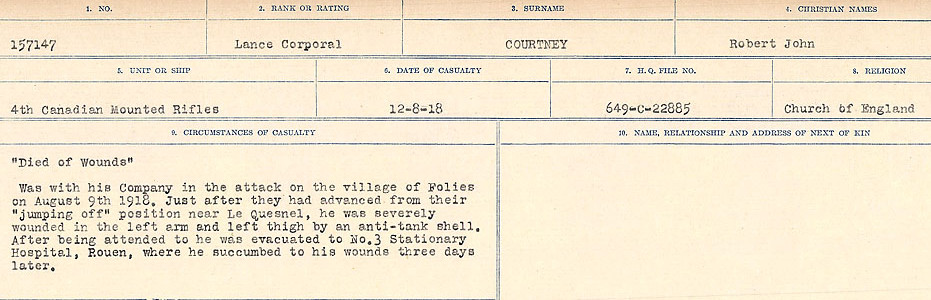 1. NO. 2. RANK OR RATING 3. SURNAME 4. CHRISTIAN NAMES
157147 Lance Corporal COURTNEY Robert John
5. UNIT OR SHIP 6. DATE OF CASUALTY 7. H.Q. FILE NO. 8. RELIGION
4th Canadian Mounted Rifles 12-8-18 649-C-22885 Church of England
9. CIRCUMSTANCES OF CASUALTY 10. NAME, RELATIONSHIP AND ADDRESS OF NEXT OF KIN
"Died of Wounds"
Was with his Company in the attack on the village of Folies
on August 9th 1918. Just after they had advanced from their
"jumping off" position near Le Quesnel, he was severely
wounded in the left arm and left thigh by an anti-tank shell.
After being attended to he was evacuated to No.3 Stationary
Hospital, Rouen, where he succumbed to his wounds three days
later.